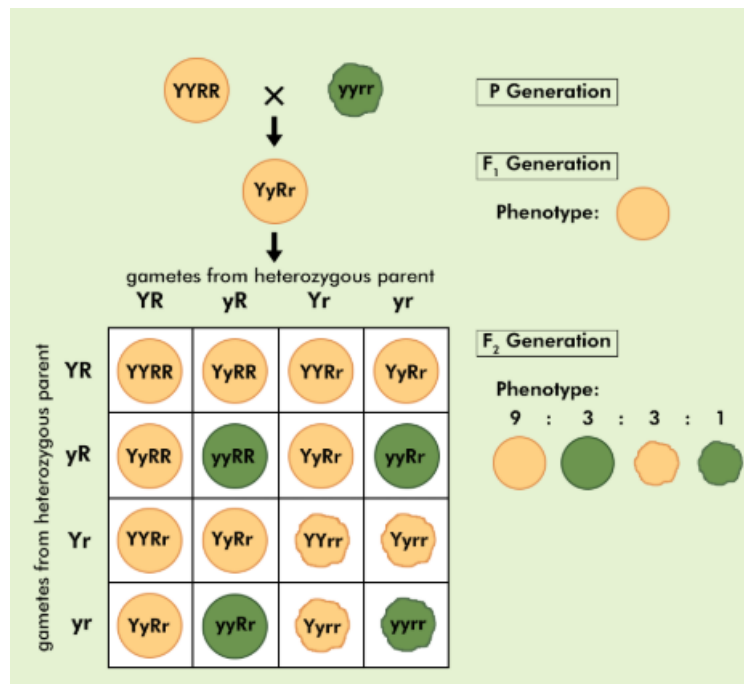 YYRR × yyrr P Generation
YyRr F₁ Generation
Phenotype:
gametes from heterozygous parent
YR yR Yr yr
gametes from heterozygous parent
YR YYRR YyRR YYRr YyRr
yR YyRR yyRR YyRr yyRr
Yr YYRr YyRr YYrr Yyrr
yr YyRr yyRr Yyrr yyrr
F₂ Generation
Phenotype:
9 : 3 : 3 : 1